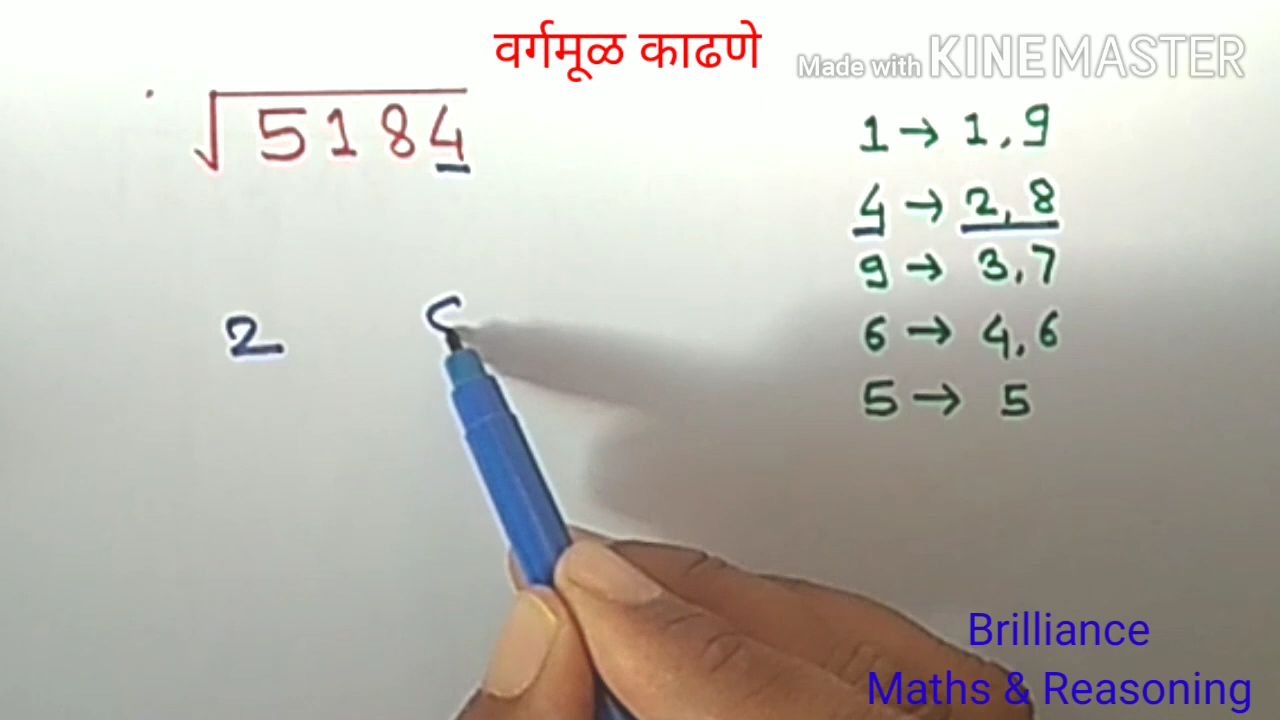 वर्गमूळ काढणे
Made with KINEMASTER
√5184
1 → 1, 9
4 → 2, 8
9 → 3, 7
6 → 4, 6
5 → 5
2
Brilliance
Maths & Reasoning